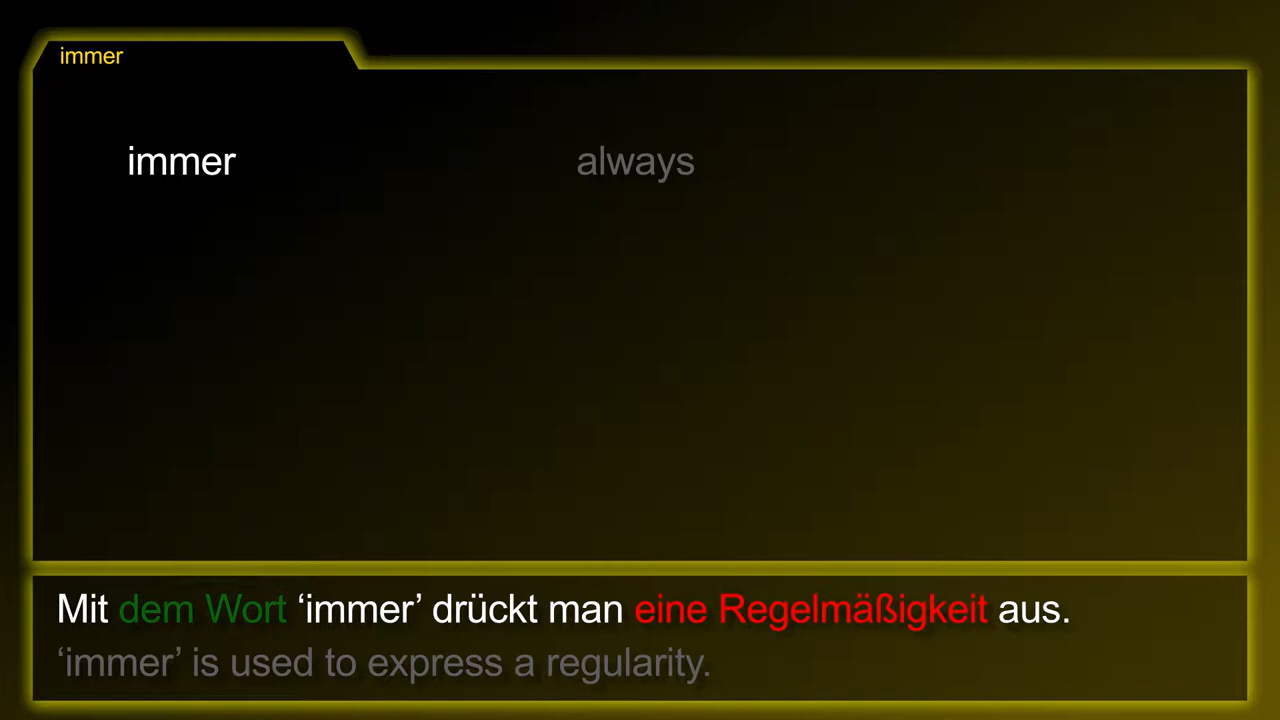 immer
immer always
Mit dem Wort ‘immer’ drückt man eine Regelmäßigkeit aus.
‘immer’ is used to express a regularity.